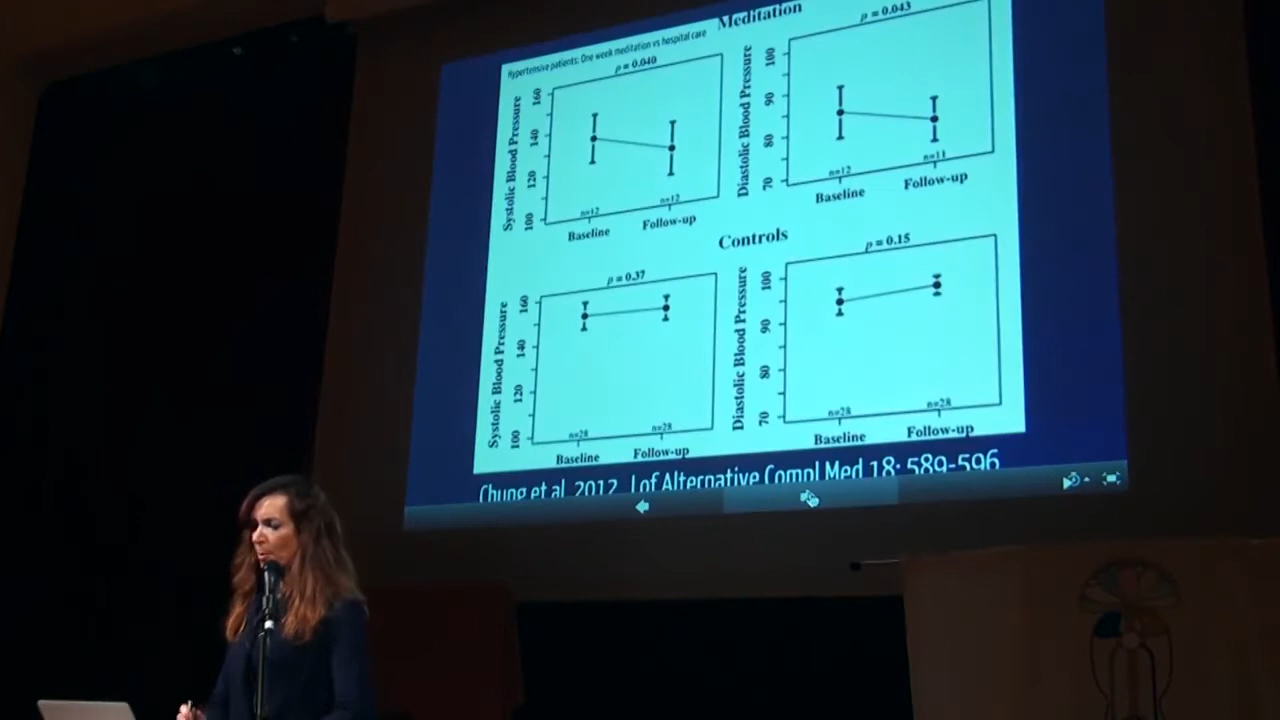 Meditation
Hypertensive patients: One week meditation vs hospital care
p = 0.040
Systolic Blood Pressure
160
140
120
100
n=12
n=12
Baseline
Follow-up
p = 0.043
Diastolic Blood Pressure
100
90
80
70
n=12
n=11
Baseline
Follow-up
Controls
p = 0.37
Systolic Blood Pressure
160
140
120
100
n=28
n=28
Baseline
Follow-up
p = 0.15
Diastolic Blood Pressure
100
90
80
70
n=28
n=28
Baseline
Follow-up
Chung et al. 2012. J of Alternative Compl Med 18: 589-596